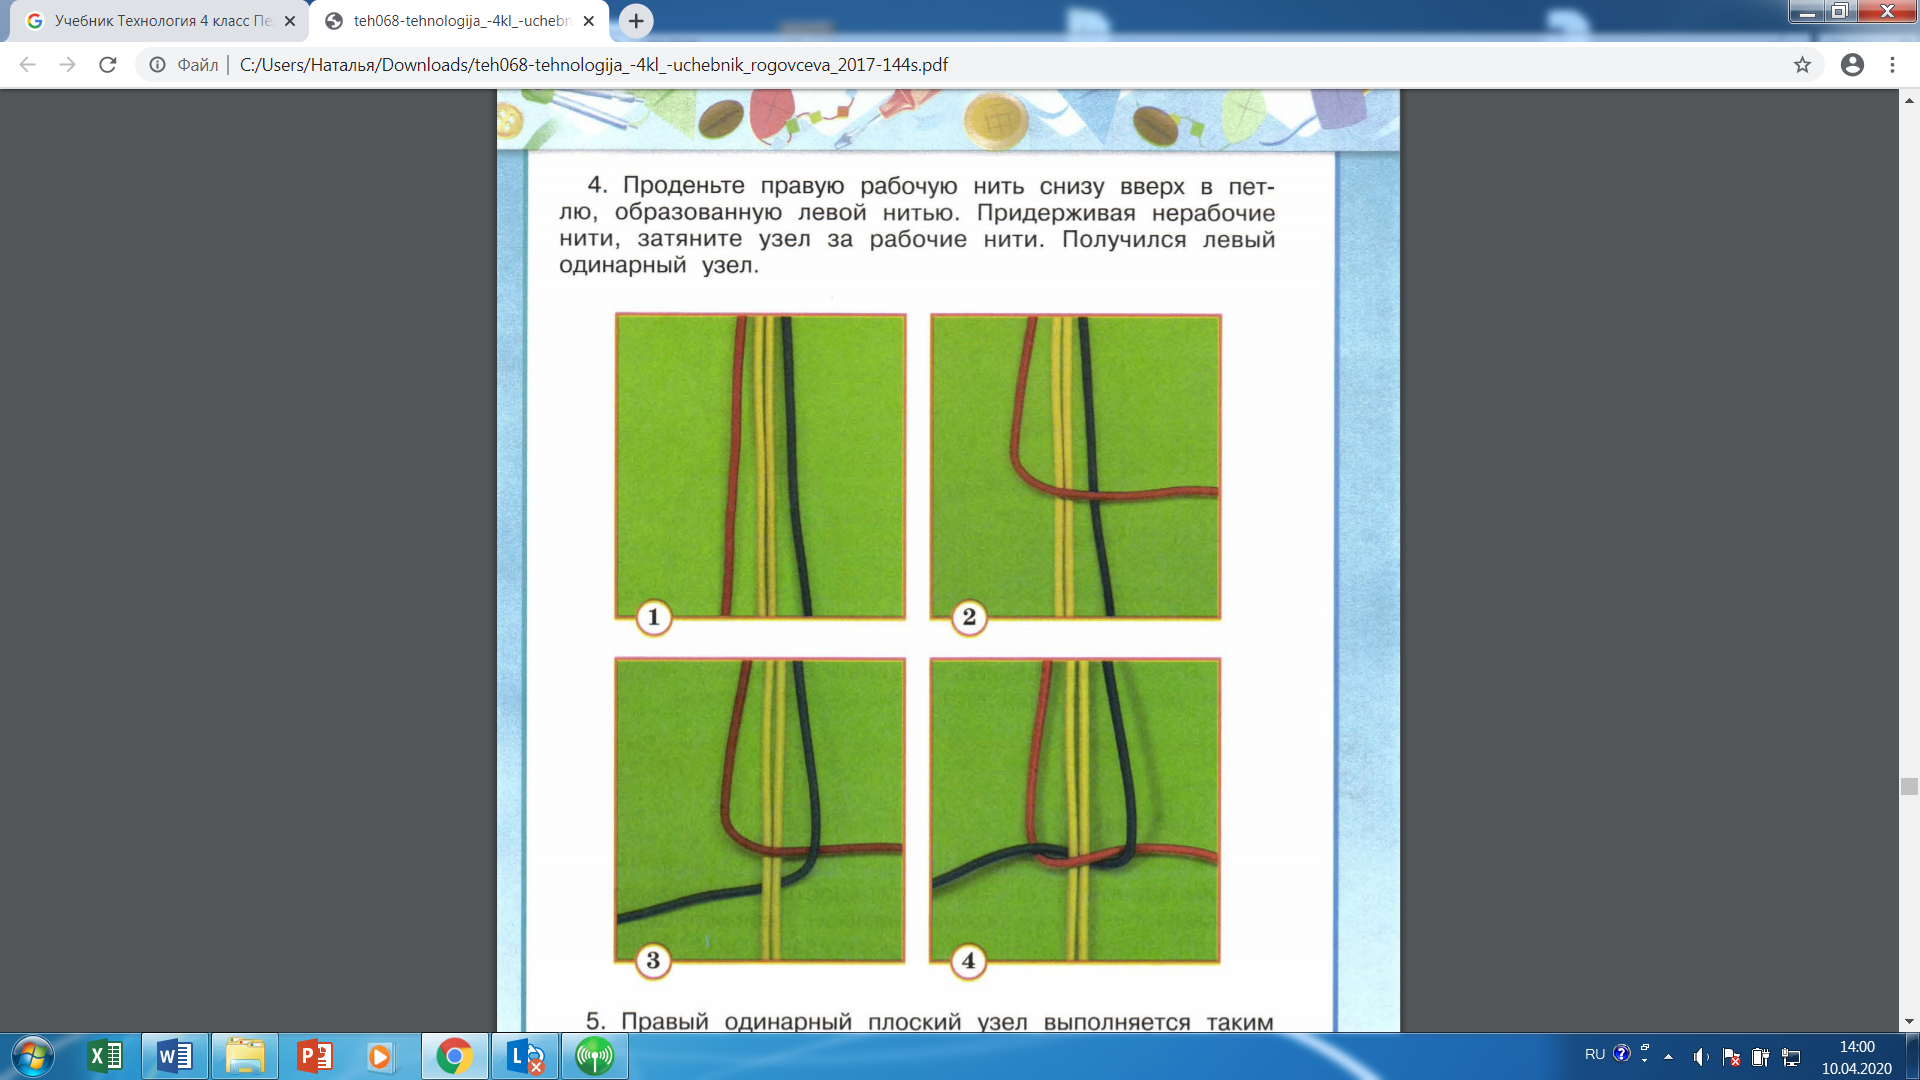 Учебник Технология 4 класс Пе
teh068-tehnologija_-4kl_-uchebn
Файл
C:/Users/Наталья/Downloads/teh068-tehnologija_-4kl_-uchebnik_rogovceva_2017-144s.pdf
4. Проденьте правую рабочую нить снизу вверх в пет-
лю, образованную левой нитью. Придерживая нерабочие
нити, затяните узел за рабочие нити. Получился левый
одинарный узел.
1
2
3
4
5. Правый одинарный плоский узел выполняется таким
RU
14:00
10.04.2020